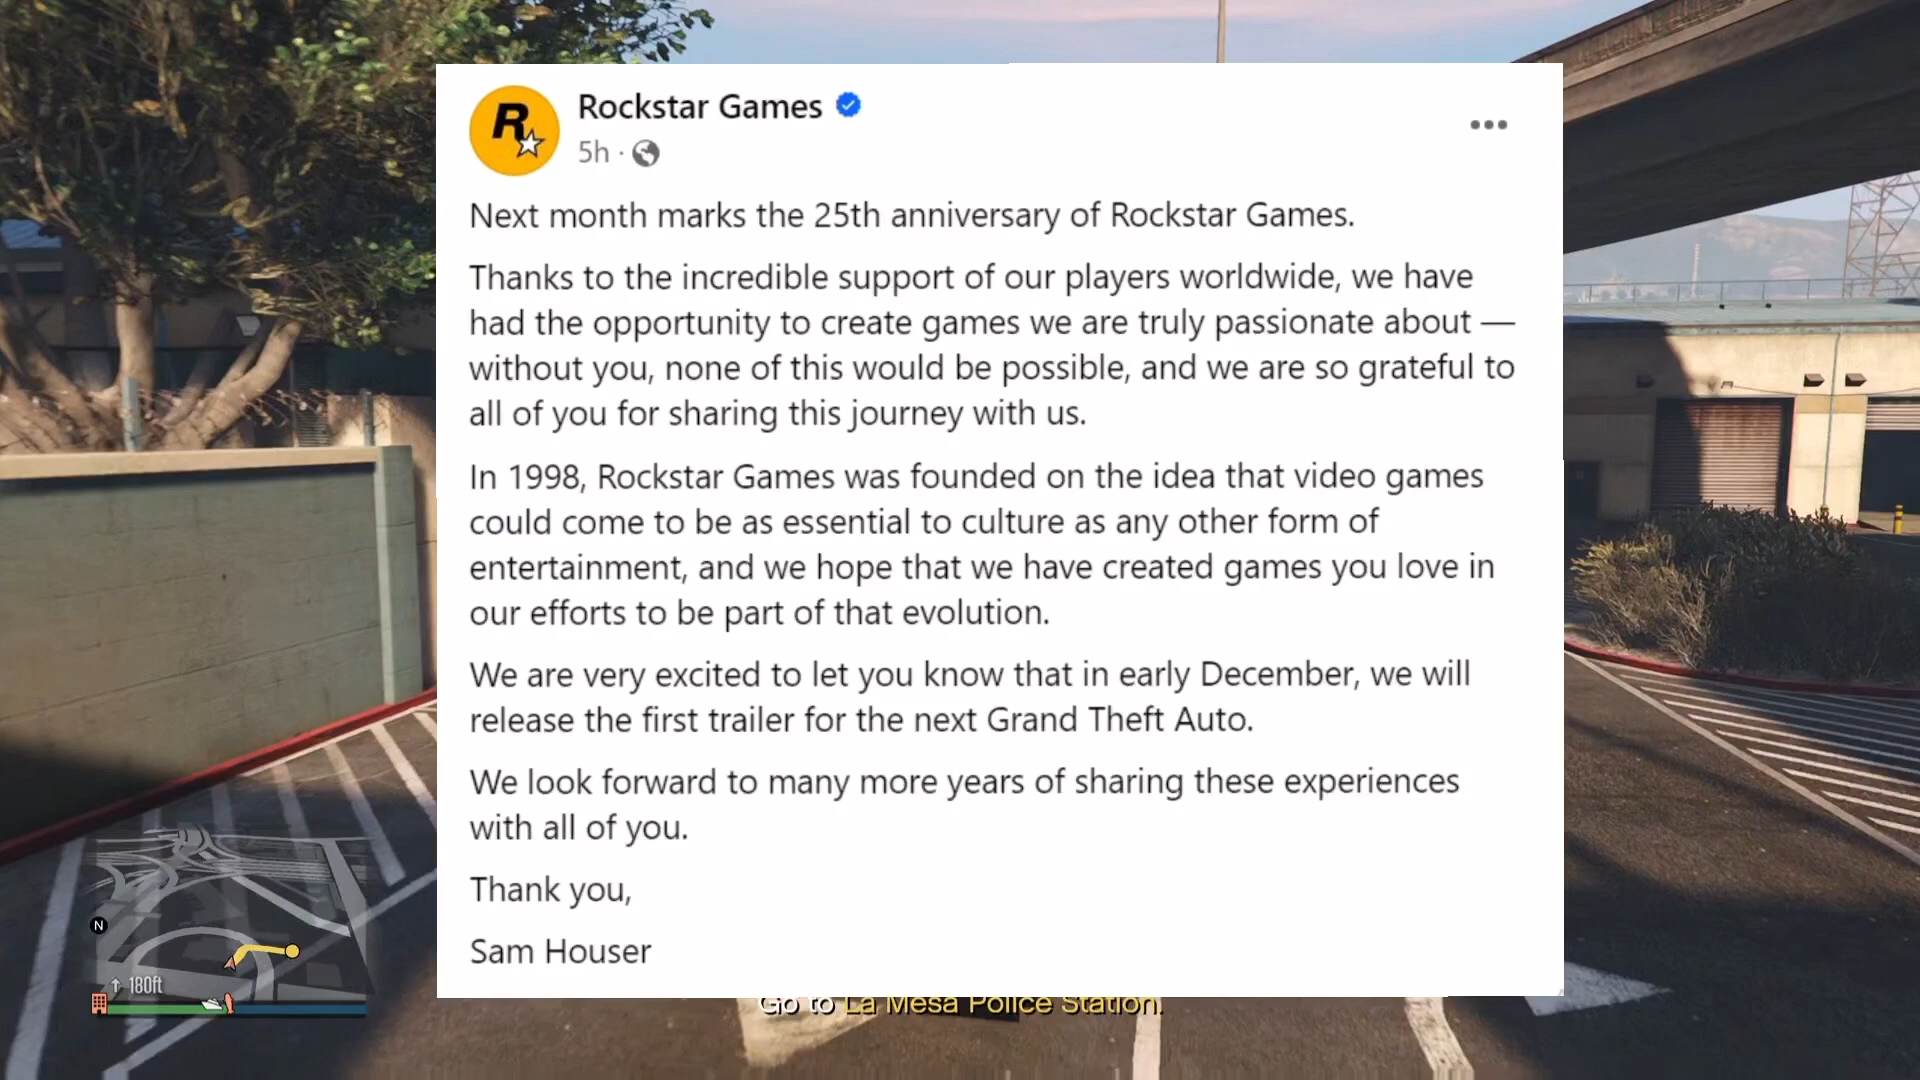 R
Rockstar Games
5h ·
Next month marks the 25th anniversary of Rockstar Games.
Thanks to the incredible support of our players worldwide, we have
had the opportunity to create games we are truly passionate about —
without you, none of this would be possible, and we are so grateful to
all of you for sharing this journey with us.
In 1998, Rockstar Games was founded on the idea that video games
could come to be as essential to culture as any other form of
entertainment, and we hope that we have created games you love in
our efforts to be part of that evolution.
We are very excited to let you know that in early December, we will
release the first trailer for the next Grand Theft Auto.
We look forward to many more years of sharing these experiences
with all of you.
Thank you,
Sam Houser
N
180ft
Go to La Mesa Police Station.